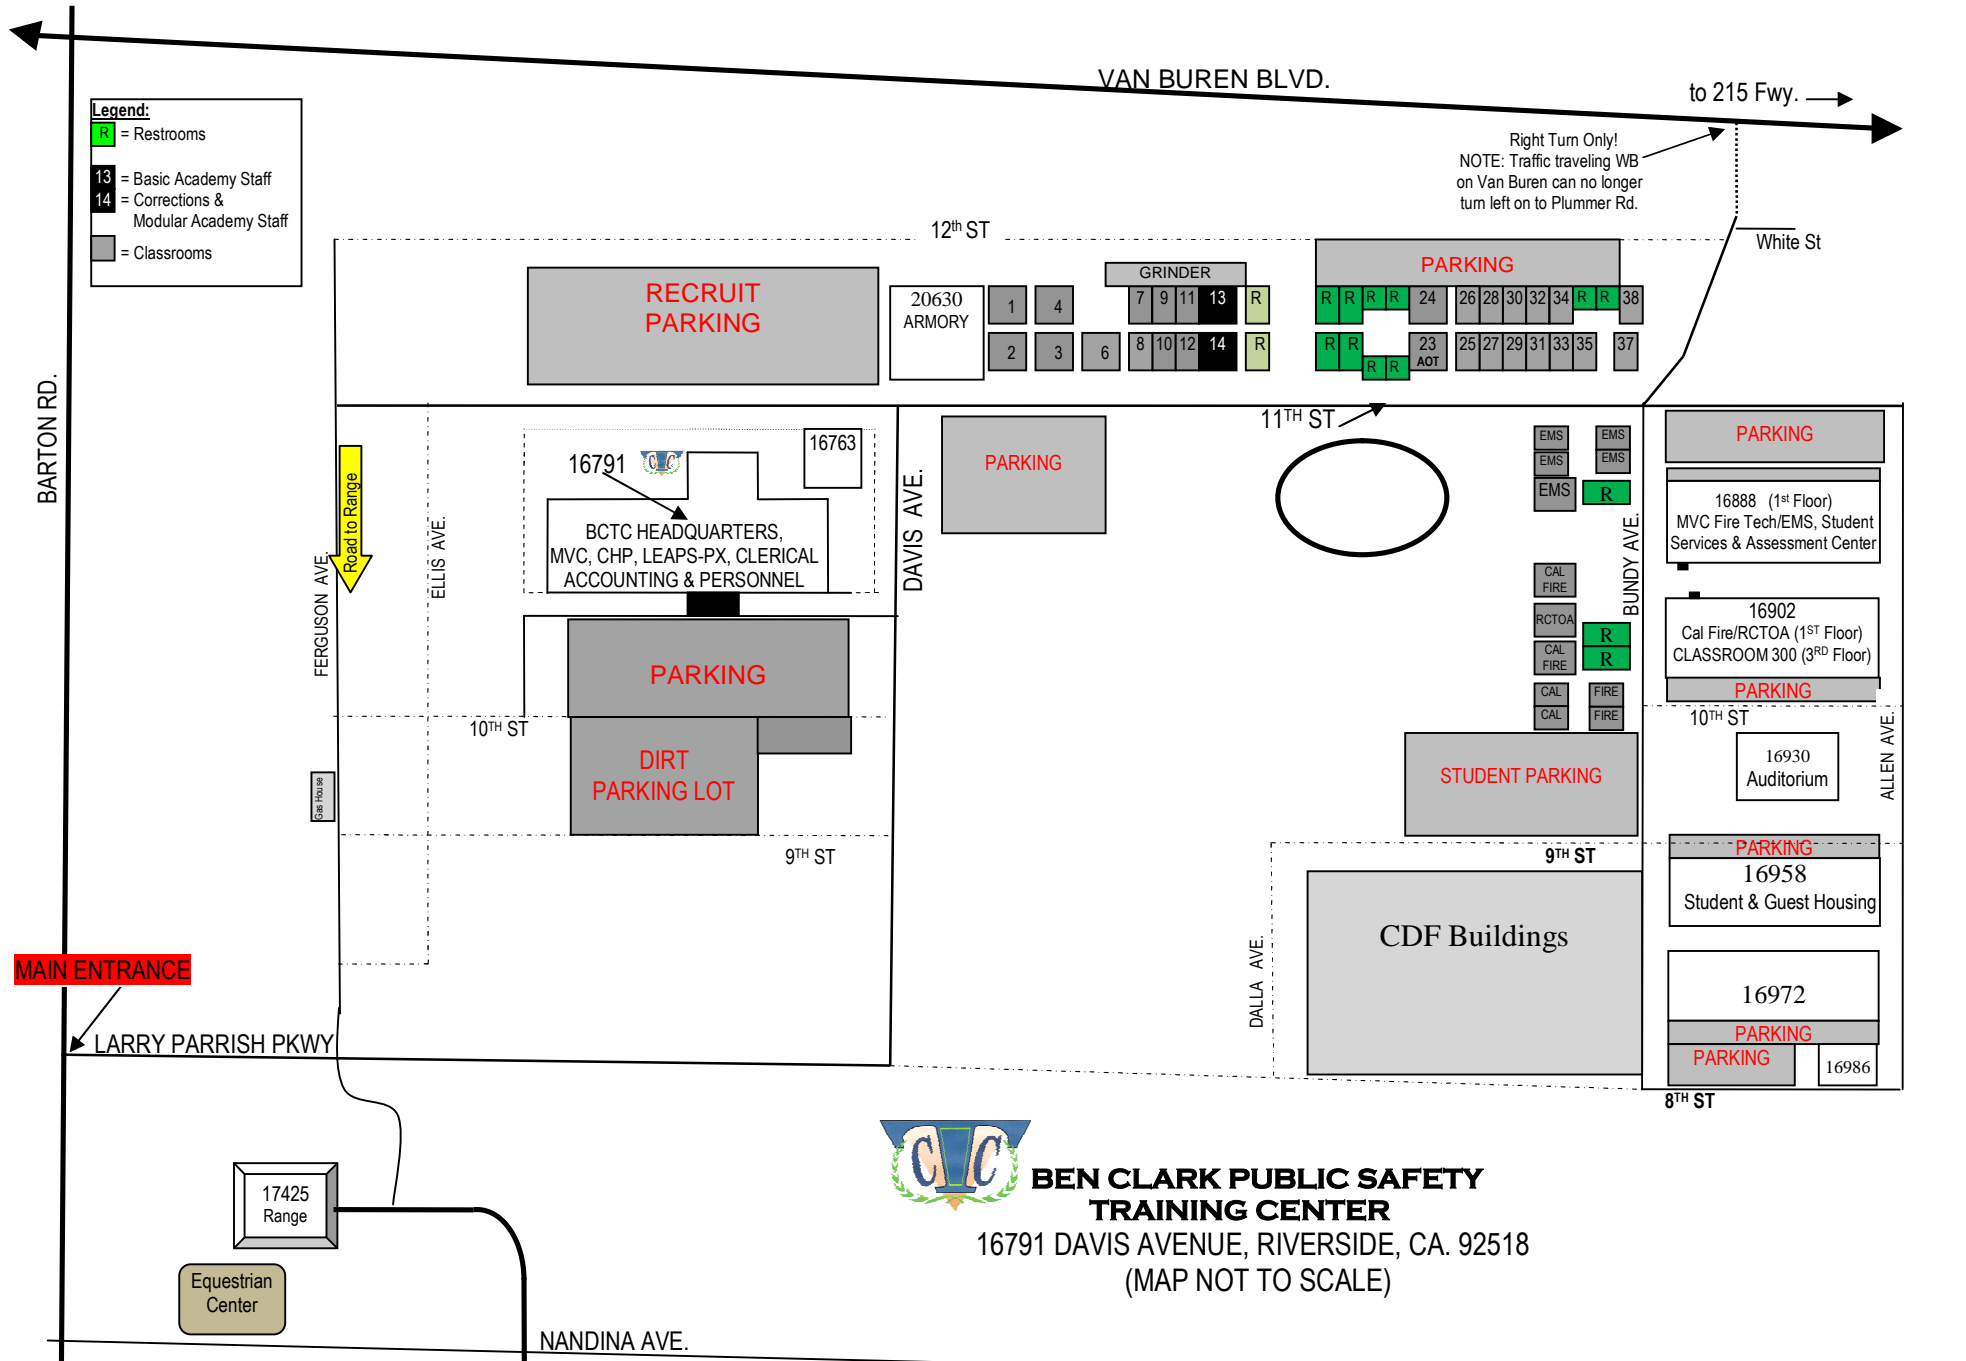 VAN BUREN BLVD.
to 215 Fwy.
Legend:
R = Restrooms
13 = Basic Academy Staff
14 = Corrections &
Modular Academy Staff
= Classrooms
Right Turn Only!
NOTE: Traffic traveling WB
on Van Buren can no longer
turn left on to Plummer Rd.
White St
12th ST
RECRUIT
PARKING
20630
ARMORY
1 4
2 3 6
GRINDER
7 9 11 13 R
8 10 12 14 R
PARKING
R R R R 24 26 28 30 32 34 R R 38
R R R R 23 25 27 29 31 33 35 37
AOT
BARTON RD.
11TH ST
Road to Range
FERGUSON AVE.
ELLIS AVE.
16791
CTC
16763
BCTC HEADQUARTERS,
MVC, CHP, LEAPS-PX, CLERICAL
ACCOUNTING & PERSONNEL
DAVIS AVE.
PARKING
EMS EMS
EMS EMS
EMS R
BUNDY AVE.
PARKING
16888 (1st Floor)
MVC Fire Tech/EMS, Student
Services & Assessment Center
CAL
FIRE
RCTOA R
CAL
FIRE
R
CAL FIRE
CAL FIRE
16902
Cal Fire/RCTOA (1ST Floor)
CLASSROOM 300 (3RD Floor)
PARKING
PARKING
10TH ST
DIRT
PARKING LOT
Gas House
9TH ST
STUDENT PARKING
10TH ST
16930
Auditorium
ALLEN AVE.
9TH ST
PARKING
16958
Student & Guest Housing
DALLA AVE.
CDF Buildings
16972
PARKING
PARKING
16986
8TH ST
MAIN ENTRANCE
LARRY PARRISH PKWY
17425
Range
Equestrian
Center
NANDINA AVE.
CTC
BEN CLARK PUBLIC SAFETY
TRAINING CENTER
16791 DAVIS AVENUE, RIVERSIDE, CA. 92518
(MAP NOT TO SCALE)